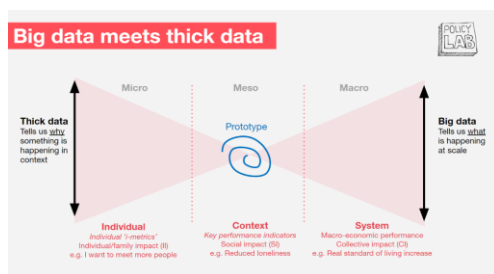 Big data meets thick data
POLICY
LAB
Micro
Meso
Macro
Thick data
Tells us why
something is
happening in
context
Prototype
Big data
Tells us what
is happening
at scale
Individual
Individual 'i-metrics'
Individual/family impact (II)
e.g. I want to meet more people
Context
Key performance indicators
Social impact (SI)
e.g. Reduced loneliness
System
Macro-economic performance
Collective impact (CI)
e.g. Real standard of living increase